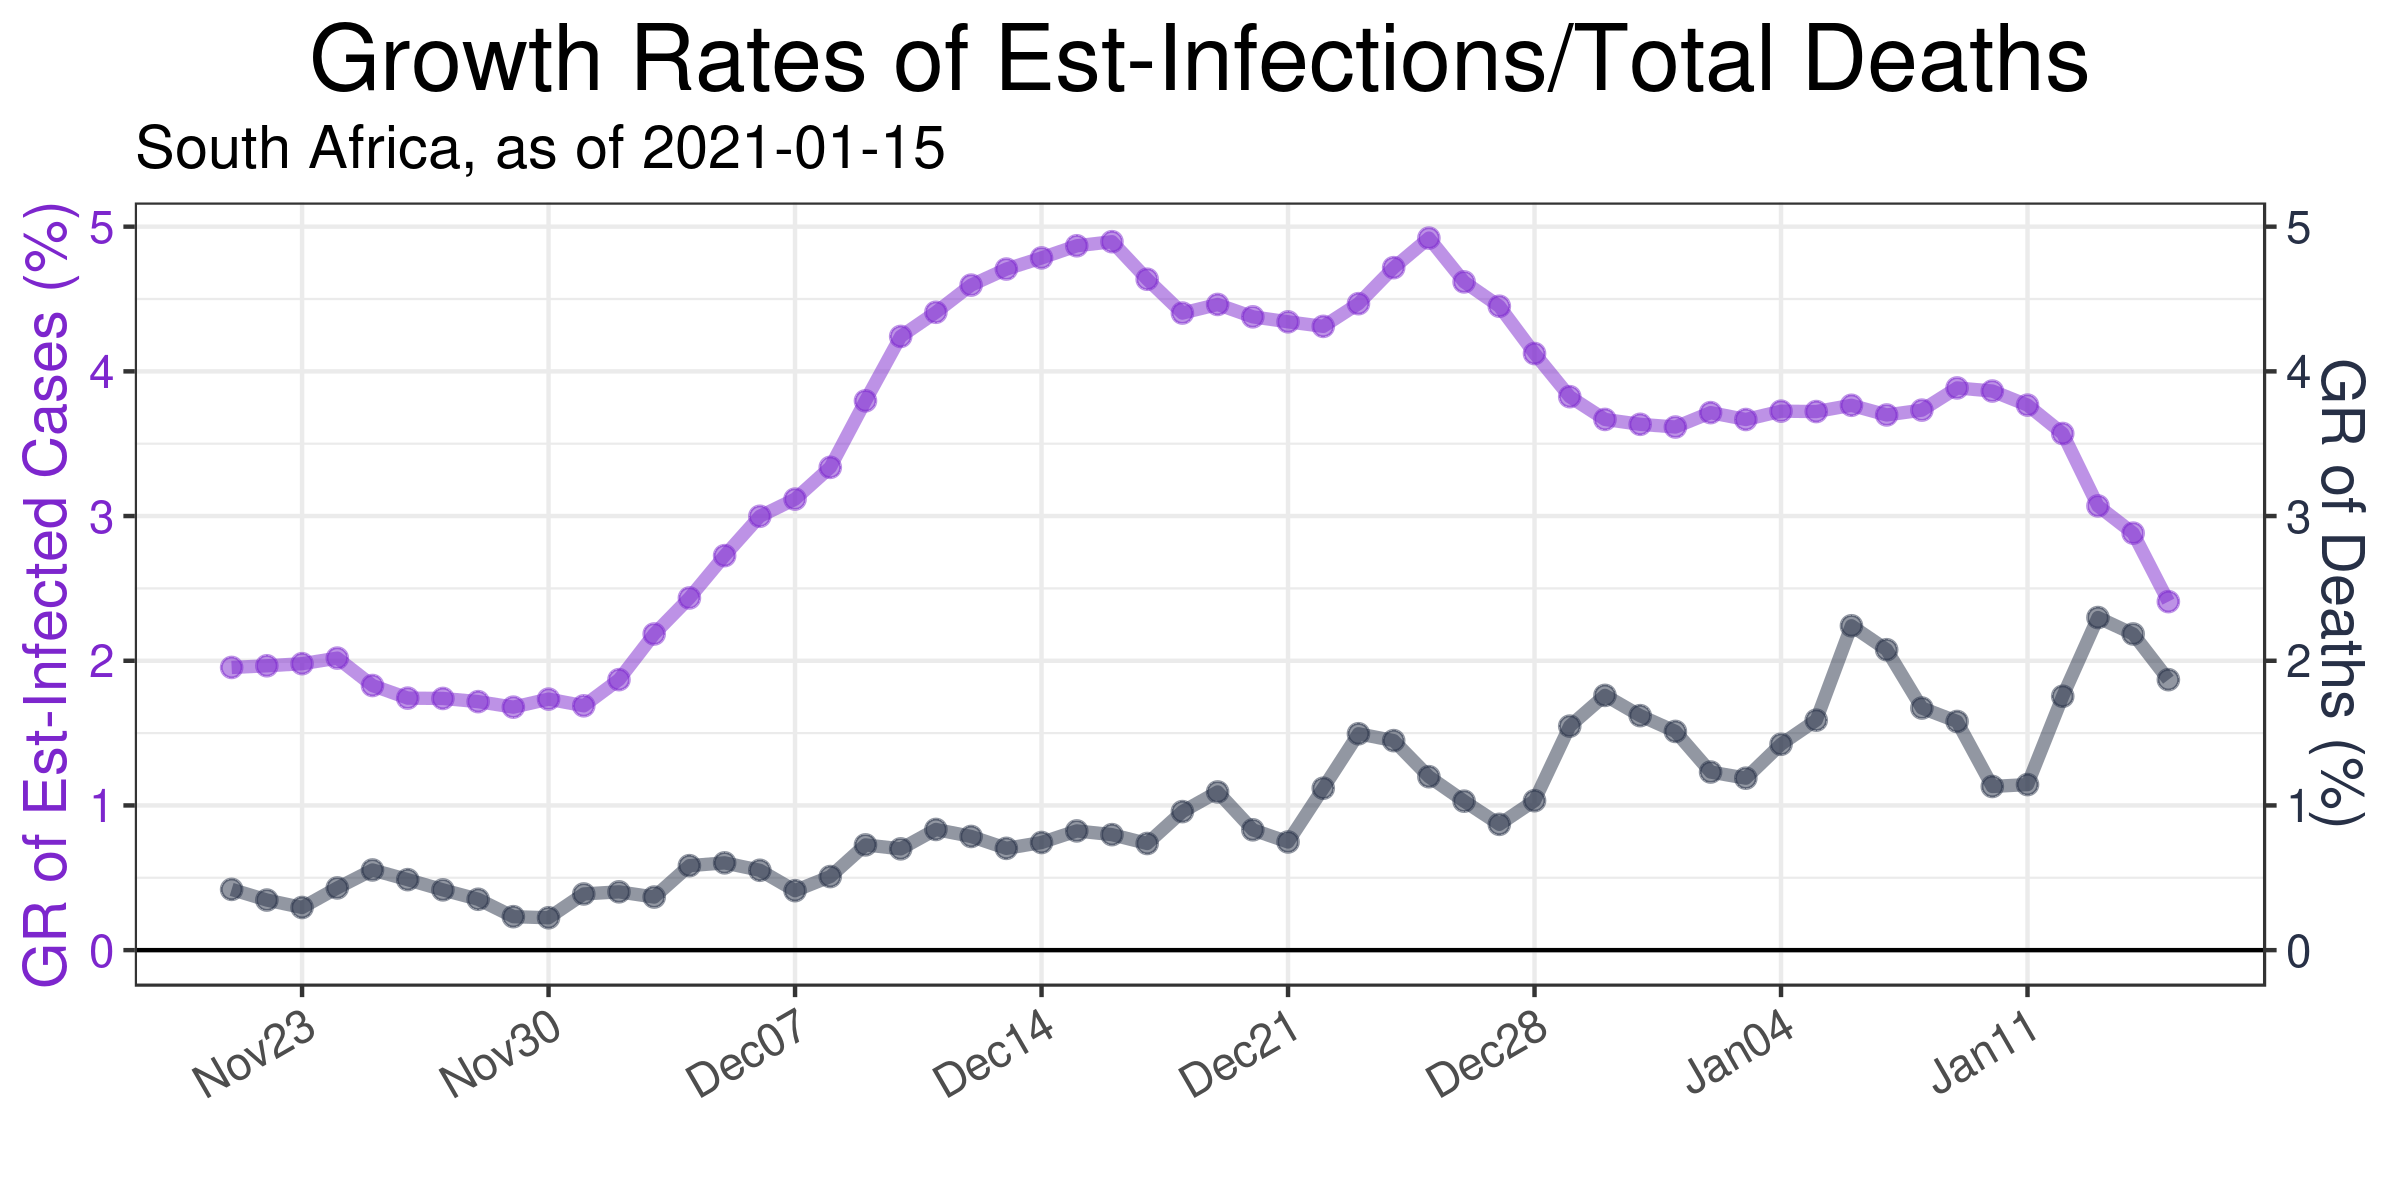 Growth Rates of Est-Infections/Total Deaths
South Africa, as of 2021-01-15
GR of Est-Infected Cases (%)
5
4
3
2
1
0
5
4
3
2
1
0
GR of Deaths (%)
Nov23
Nov30
Dec07
Dec14
Dec21
Dec28
Jan04
Jan11